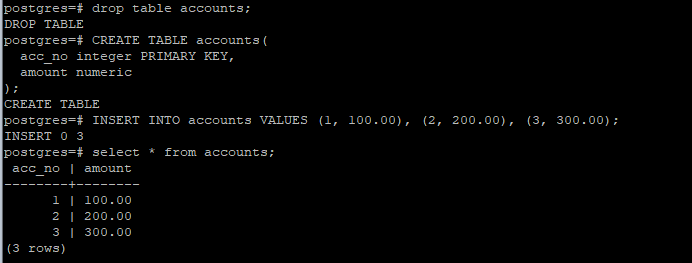 postgres=# drop table accounts;
DROP TABLE
postgres=# CREATE TABLE accounts(
  acc_no integer PRIMARY KEY,
  amount numeric
);
CREATE TABLE
postgres=# INSERT INTO accounts VALUES (1, 100.00), (2, 200.00), (3, 300.00);
INSERT 0 3
postgres=# select * from accounts;
 acc_no | amount
--------+--------
      1 | 100.00
      2 | 200.00
      3 | 300.00
(3 rows)